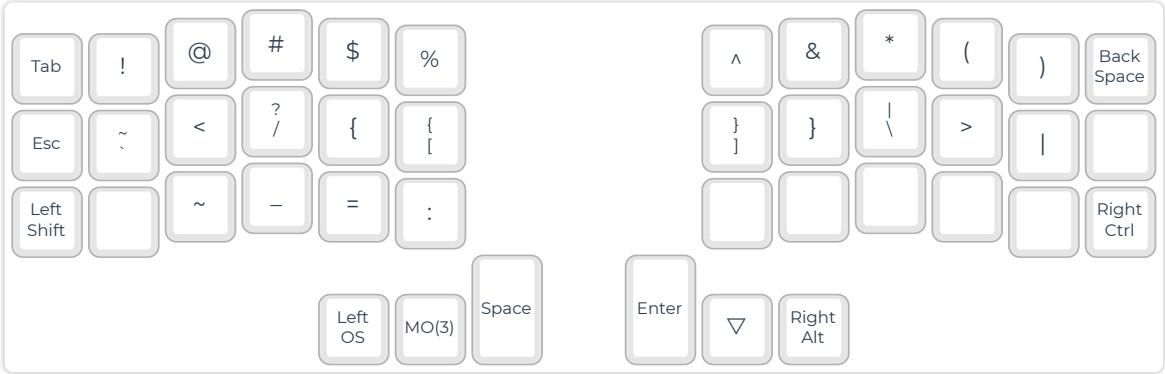 Tab ! @ # $ % ^ & * ( ) Back
Space
Esc ~ < ? { { } } | > |
` / [ ] \
Left
Shift ~ _ = : Right
Ctrl
Left
OS MO(3) Space Enter ▽ Right
Alt